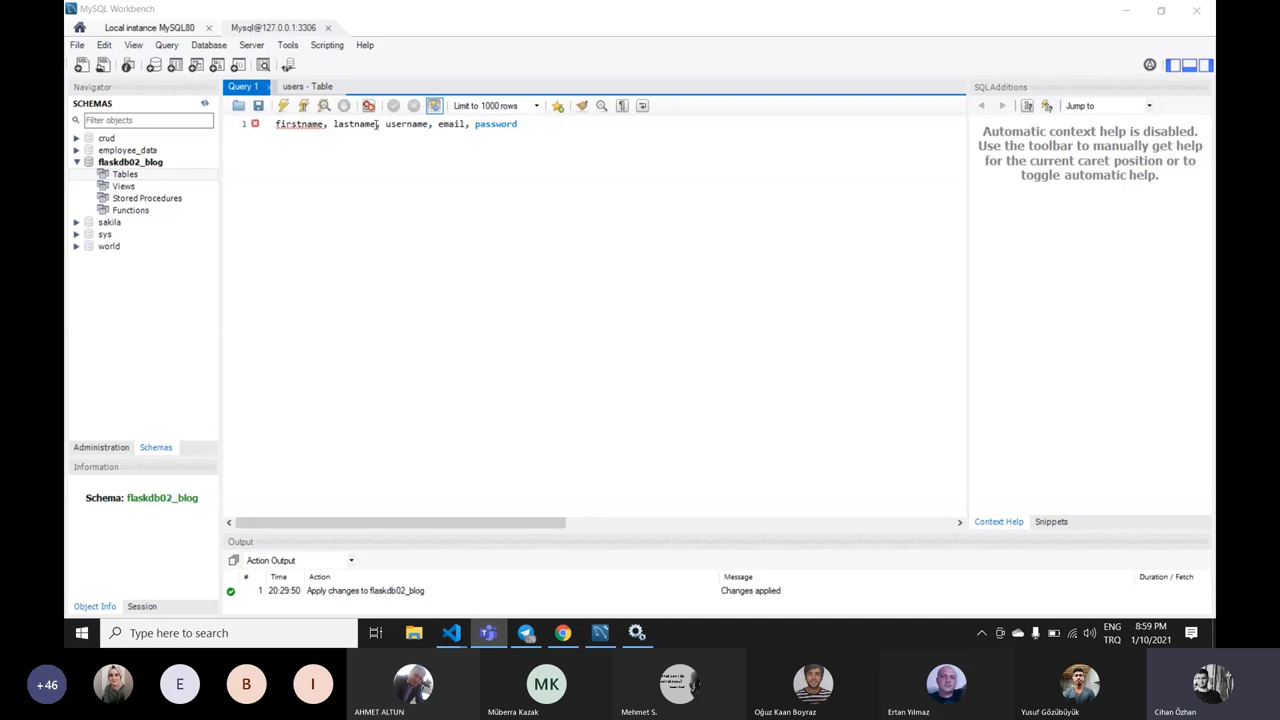 MySQL Workbench
Local instance MySQL80 Mysql@127.0.0.1:3306
File Edit View Query Database Server Tools Scripting Help
Navigator
SCHEMAS
Filter objects
crud
employee_data
flaskdb02_blog
Tables
Views
Stored Procedures
Functions
sakila
sys
world
Administration Schemas
Information
Schema: flaskdb02_blog
Object Info Session
Query 1 users - Table
Limit to 1000 rows
1 firstname, lastname, username, email, password
SQLAdditions
Jump to
Automatic context help is disabled.
Use the toolbar to manually get help
for the current caret position or to
toggle automatic help.
Context Help Snippets
Output
Action Output
# Time Action Message Duration / Fetch
1 20:29:50 Apply changes to flaskdb02_blog Changes applied
Type here to search
ENG 8:59 PM
TRQ 1/10/2021
+46 E B I MK
AHMET ALTUN Müberra Kazak Mehmet S. Oğuz Kaan Boyraz Ertan Yılmaz Yusuf Gözübüyük Cihan Özhan